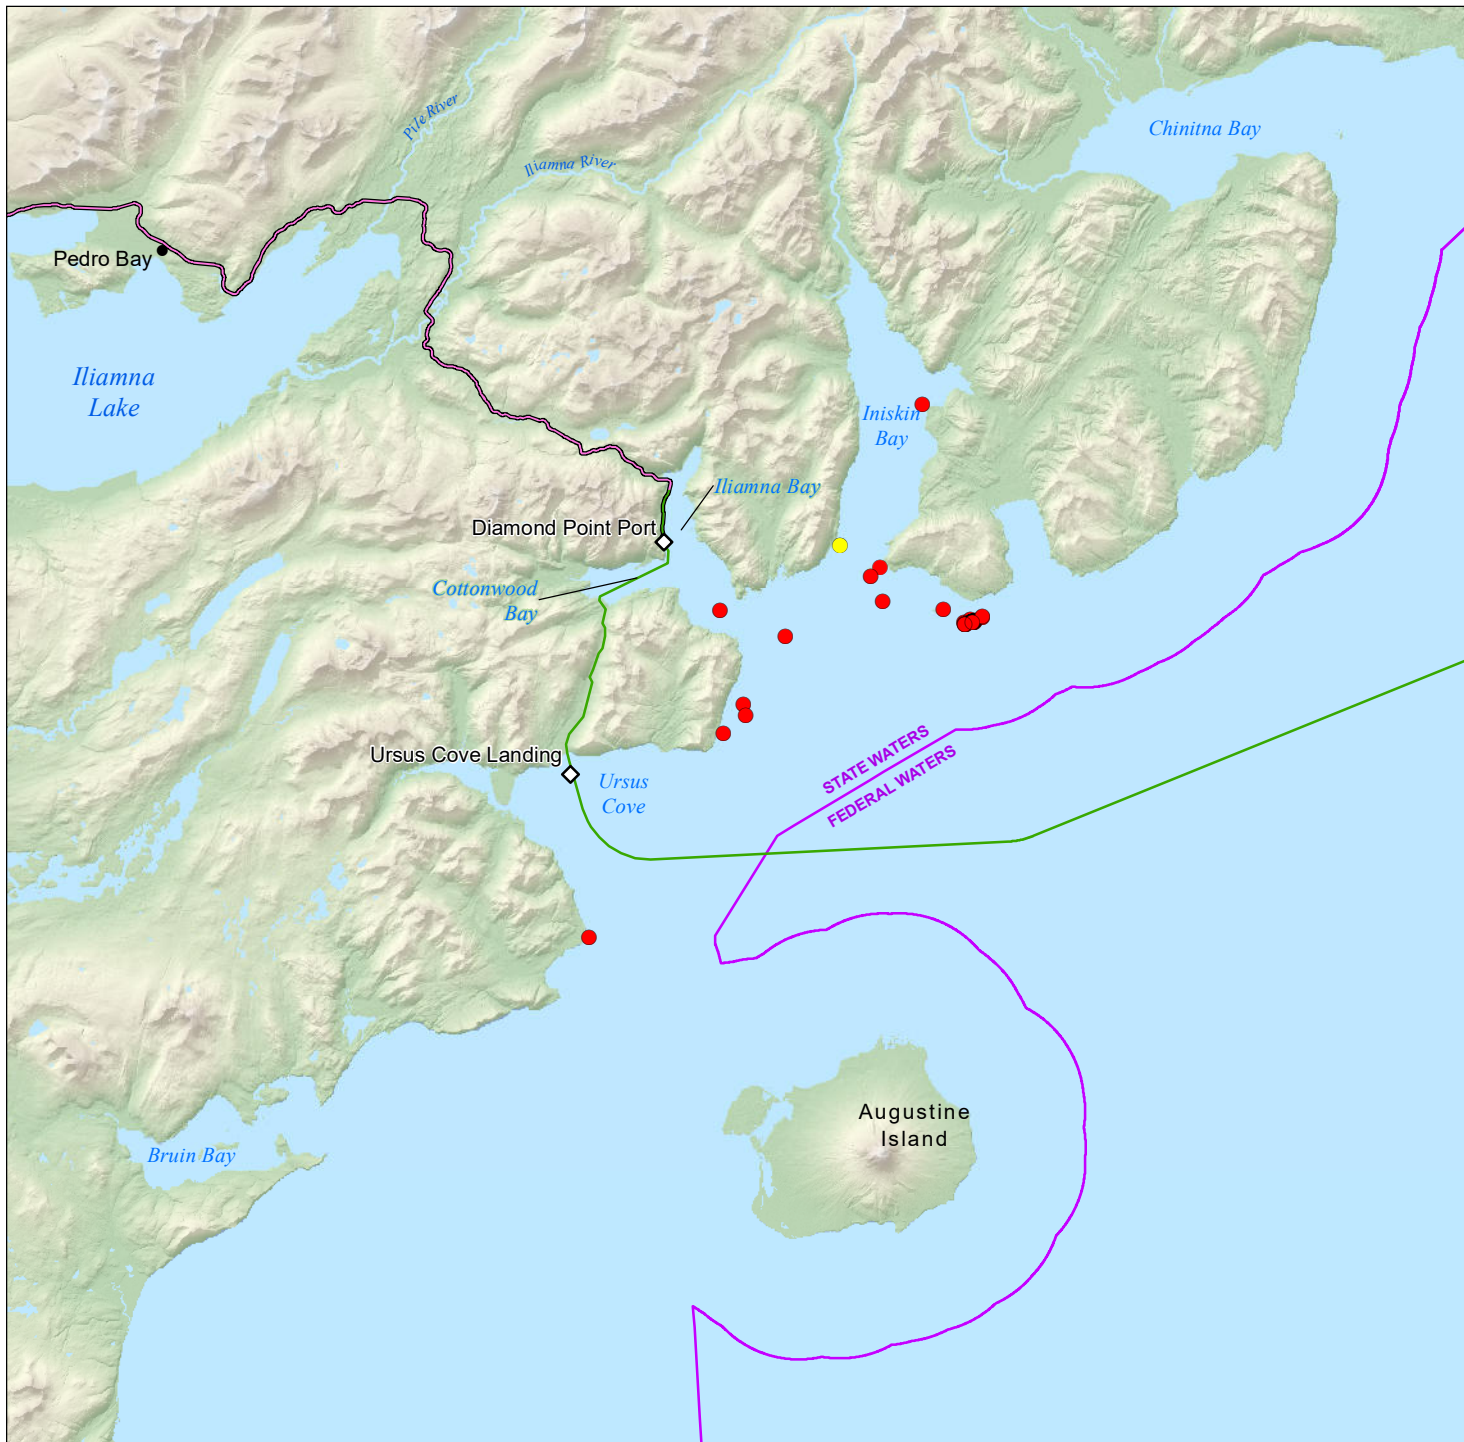 Pile River
Chinitna Bay
Iliamna River
Pedro Bay
Iliamna
Lake
Iniskin
Bay
Iliamna Bay
Diamond Point Port
Cottonwood
Bay
STATE WATERS
FEDERAL WATERS
Ursus Cove Landing
Ursus
Cove
Augustine
Island
Bruin Bay